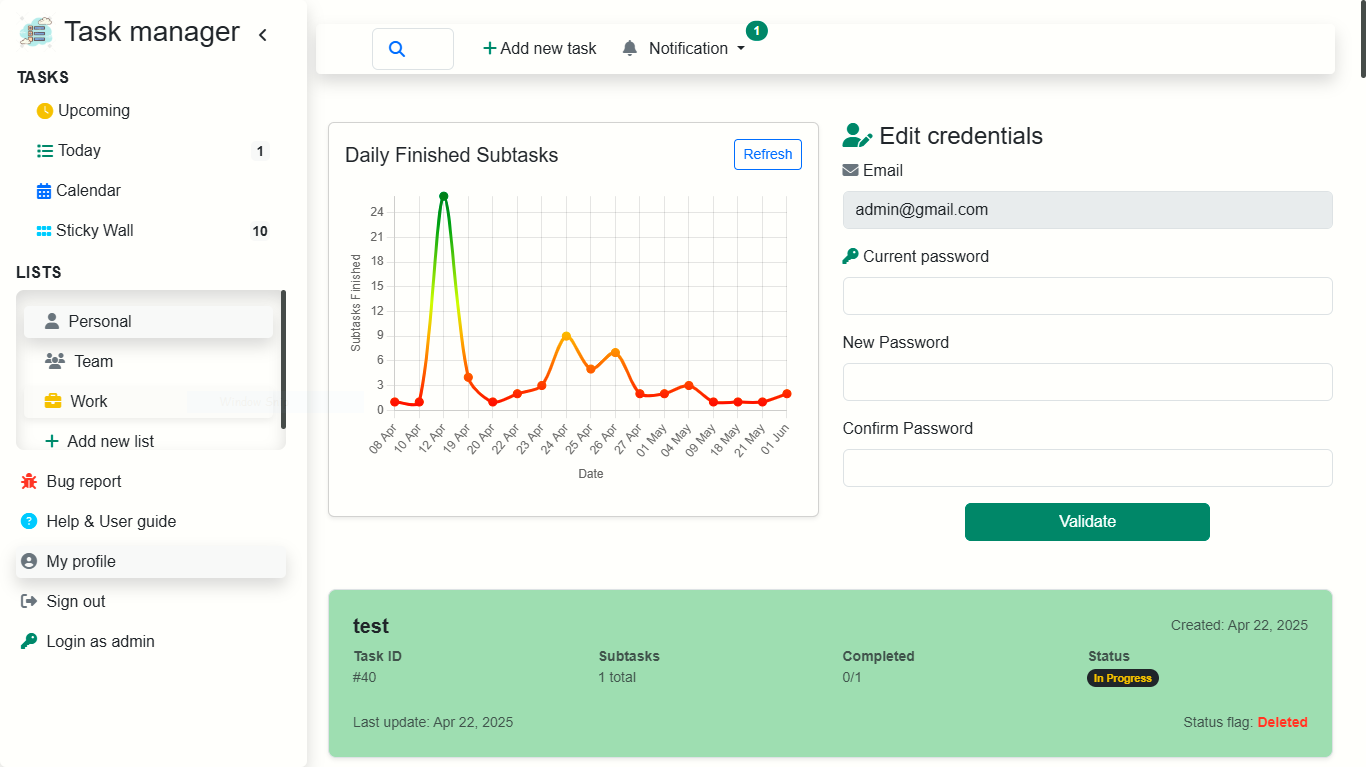 Task manager
TASKS
Upcoming
Today 1
Calendar
Sticky Wall 10
LISTS
Personal
Team
Work
Add new list
Bug report
Help & User guide
My profile
Sign out
Login as admin
Add new task
Notification 1
Daily Finished Subtasks
Refresh
Subtasks Finished
24
21
18
15
12
9
6
3
0
08 Apr
10 Apr
12 Apr
19 Apr
20 Apr
22 Apr
23 Apr
24 Apr
25 Apr
26 Apr
27 Apr
01 May
04 May
09 May
18 May
21 May
01 Jun
Date
Edit credentials
Email
admin@gmail.com
Current password
New Password
Confirm Password
Validate
test
Created: Apr 22, 2025
Task ID Subtasks Completed Status
#40 1 total 0/1 In Progress
Last update: Apr 22, 2025
Status flag: Deleted